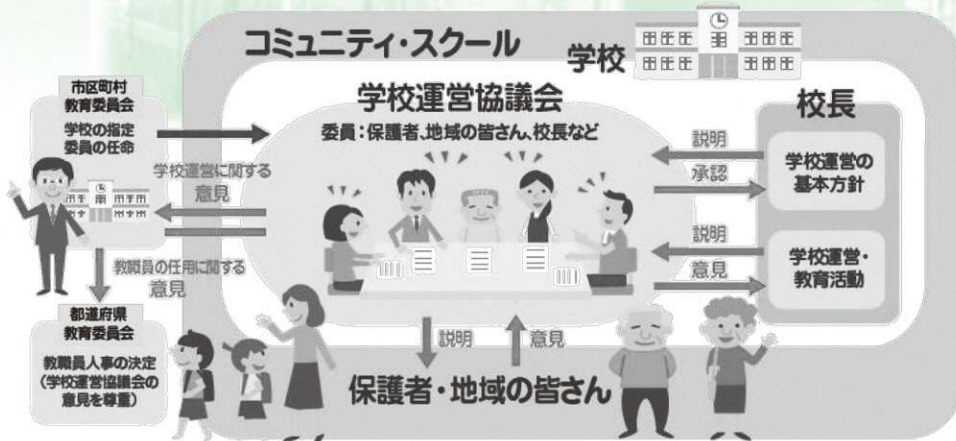 コミュニティ・スクール
学校
市区町村
教育委員会
学校の指定
委員の任命
学校運営協議会
委員:保護者、地域の皆さん、校長など
学校運営に関する
意見
教職員の任用に関する
意見
都道府県
教育委員会
教職員人事の決定
(学校運営協議会の
意見を尊重)
校長
説明
承認
学校運営の
基本方針
説明
意見
学校運営・
教育活動
説明
意見
保護者・地域の皆さん